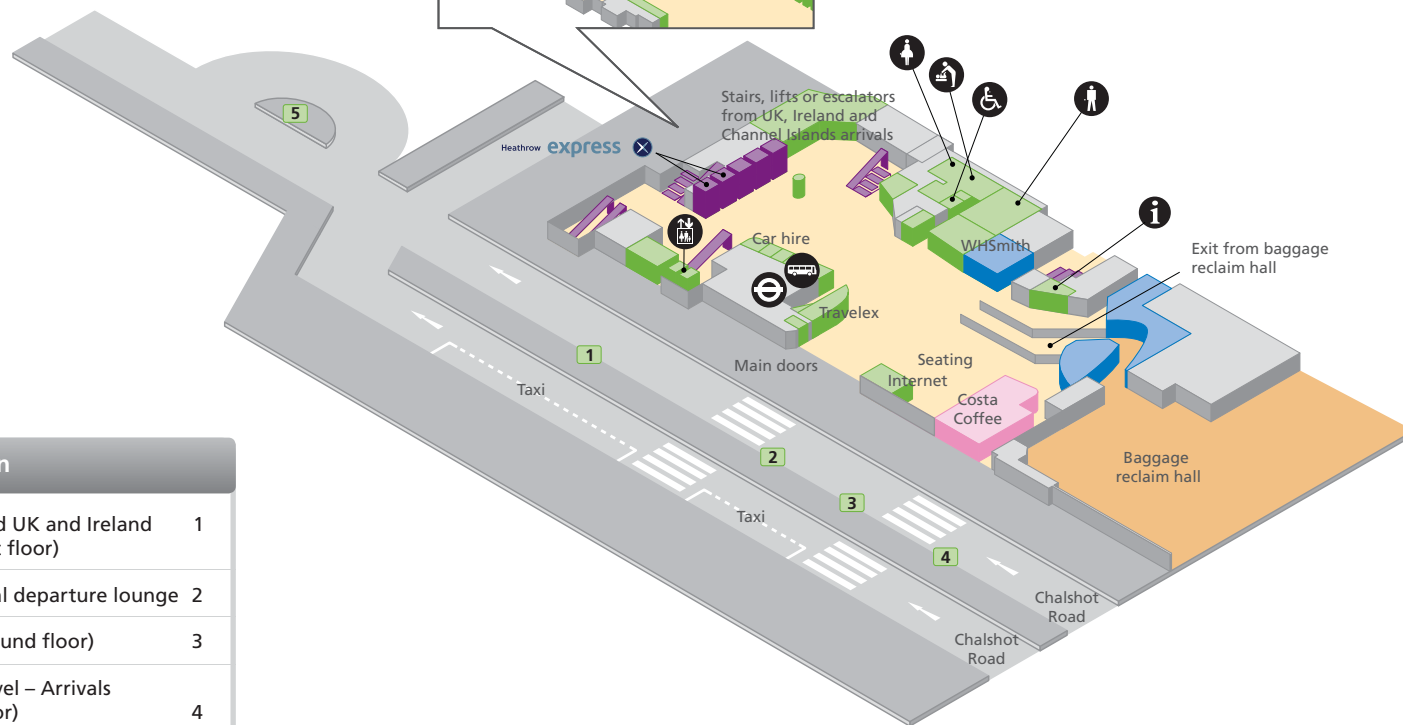 5
Stairs, lifts or escalators
from UK, Ireland and
Channel Islands arrivals
Heathrow express
Car hire
WHSmith
Exit from baggage
reclaim hall
Travelex
1
Main doors
Seating
Internet
Taxi
Costa
Coffee
2
Baggage
reclaim hall
3
Taxi
4
Chalshot
Road
Chalshot
Road
n
d UK and Ireland 1
t floor)
al departure lounge 2
und floor) 3
vel – Arrivals
or) 4